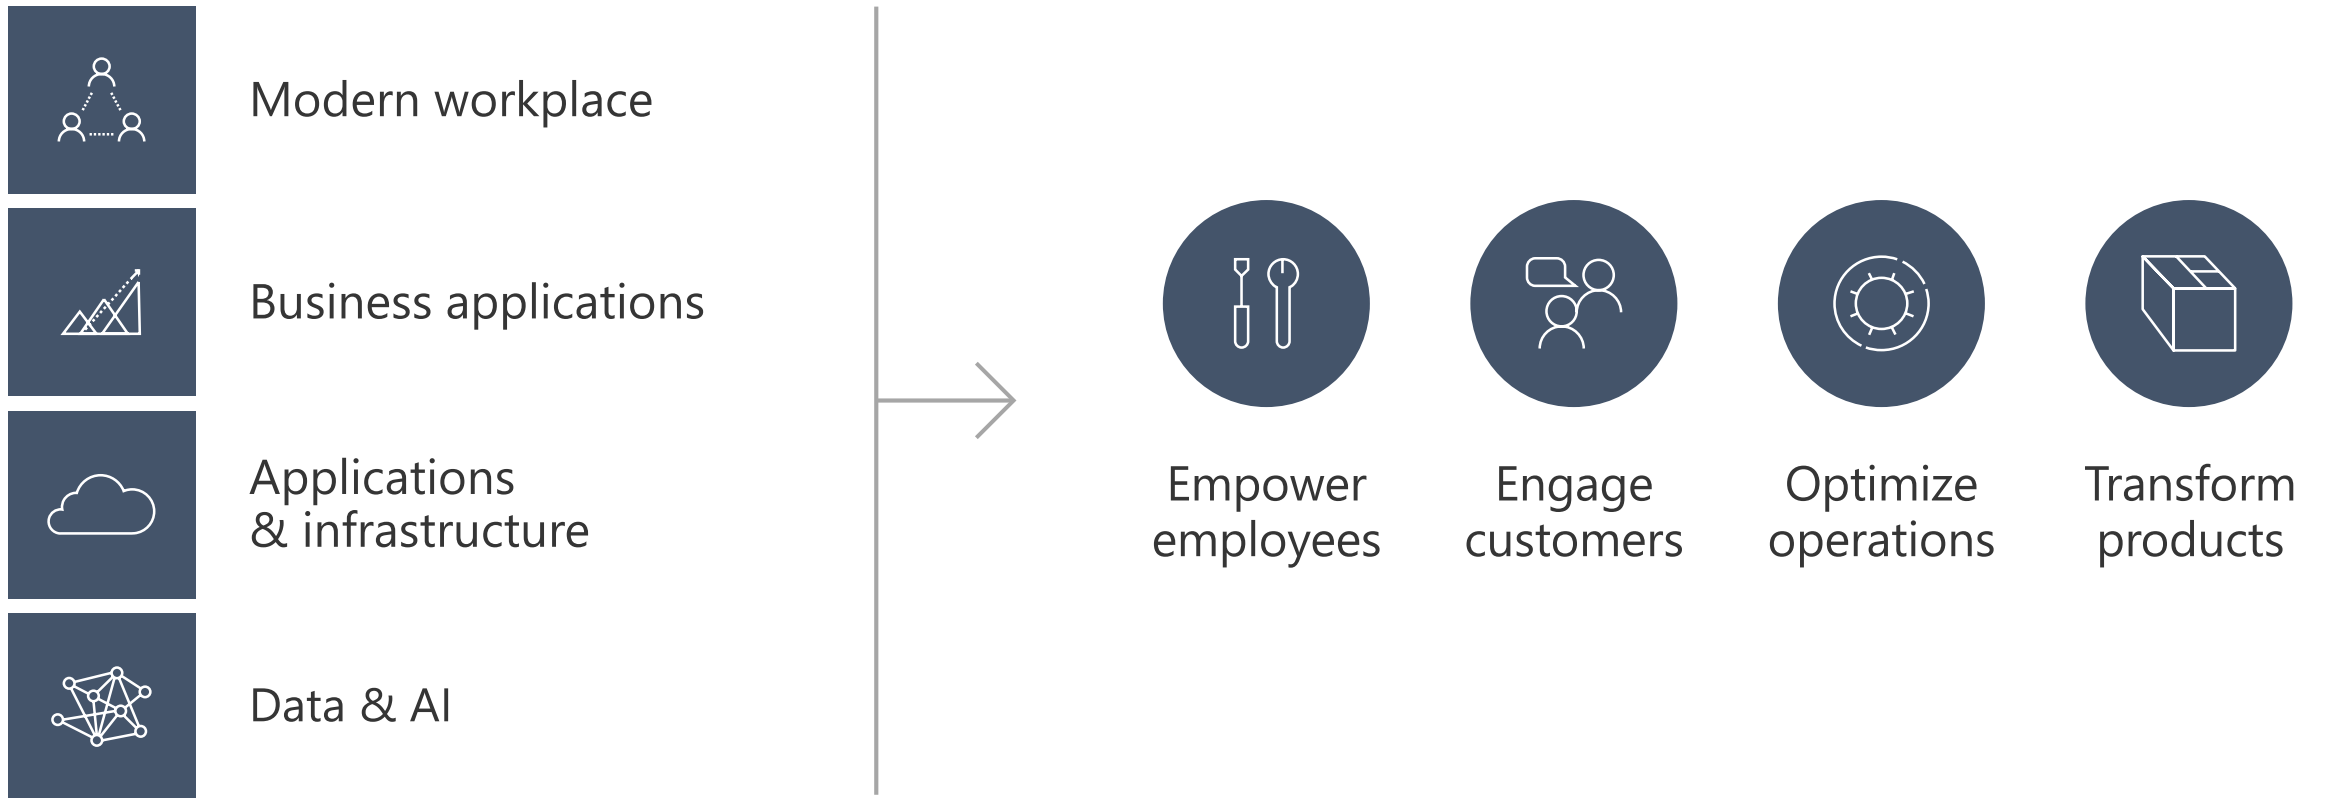 Modern workplace
Business applications
Applications
& infrastructure
Data & AI
Empower
employees
Engage
customers
Optimize
operations
Transform
products